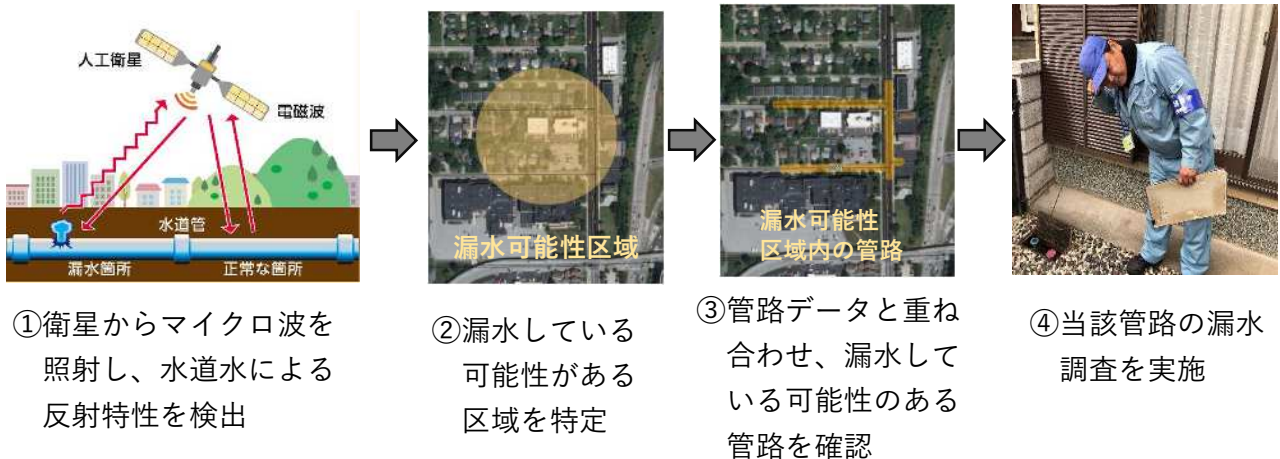 人工衛星
電磁波
水道管
漏水箇所
正常な箇所
漏水可能性区域
漏水可能性
区域内の管路
①衛星からマイクロ波を
照射し、水道水による
反射特性を検出
②漏水している
可能性がある
区域を特定
③管路データと重ね
合わせ、漏水して
いる可能性のある
管路を確認
④当該管路の漏水
調査を実施